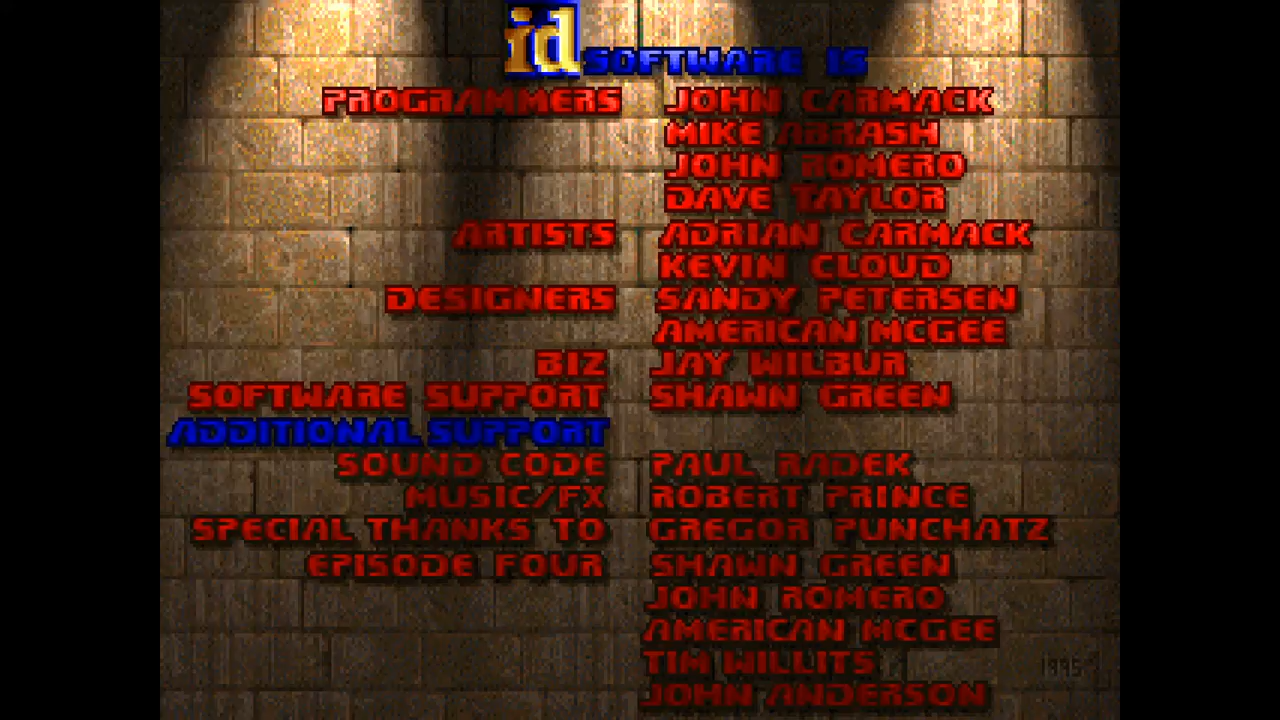 id SOFTWARE IS
PROGRAMMERS JOHN CARMACK
MIKE ABRASH
JOHN ROMERO
DAVE TAYLOR
ARTISTS ADRIAN CARMACK
KEVIN CLOUD
DESIGNERS SANDY PETERSEN
AMERICAN MCGEE
BIZ JAY WILBUR
SOFTWARE SUPPORT SHAWN GREEN
ADDITIONAL SUPPORT
SOUND CODE PAUL RADEK
MUSIC/FX ROBERT PRINCE
SPECIAL THANKS TO GREGOR PUNCHATZ
EPISODE FOUR SHAWN GREEN
JOHN ROMERO
AMERICAN MCGEE
TIM WILLITS
JOHN ANDERSON